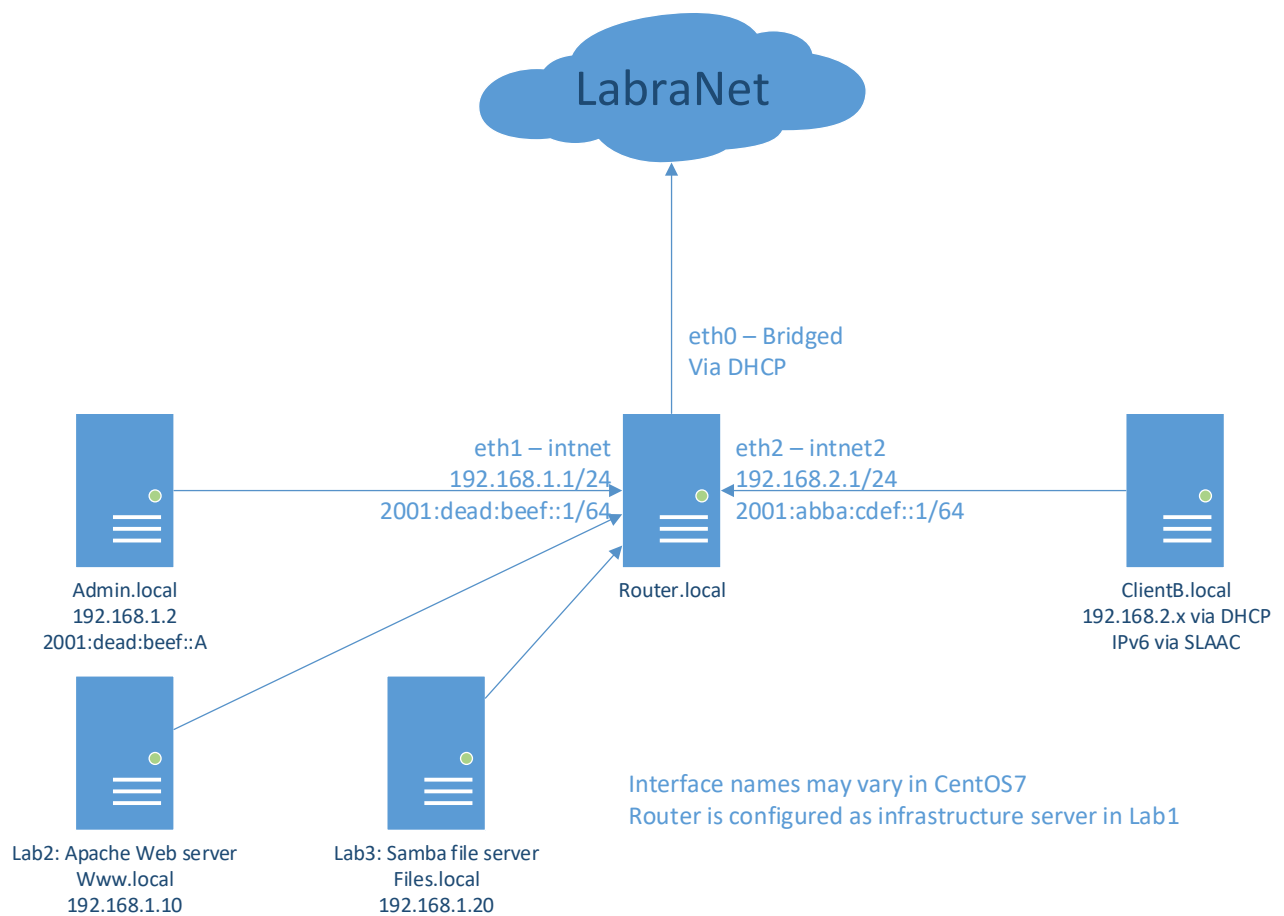 LabraNet
eth0 – Bridged
Via DHCP
eth1 – intnet
192.168.1.1/24
2001:dead:beef::1/64
eth2 – intnet2
192.168.2.1/24
2001:abba:cdef::1/64
Admin.local
192.168.1.2
2001:dead:beef::A
Router.local
ClientB.local
192.168.2.x via DHCP
IPv6 via SLAAC
Interface names may vary in CentOS7
Router is configured as infrastructure server in Lab1
Lab2: Apache Web server
Www.local
192.168.1.10
Lab3: Samba file server
Files.local
192.168.1.20